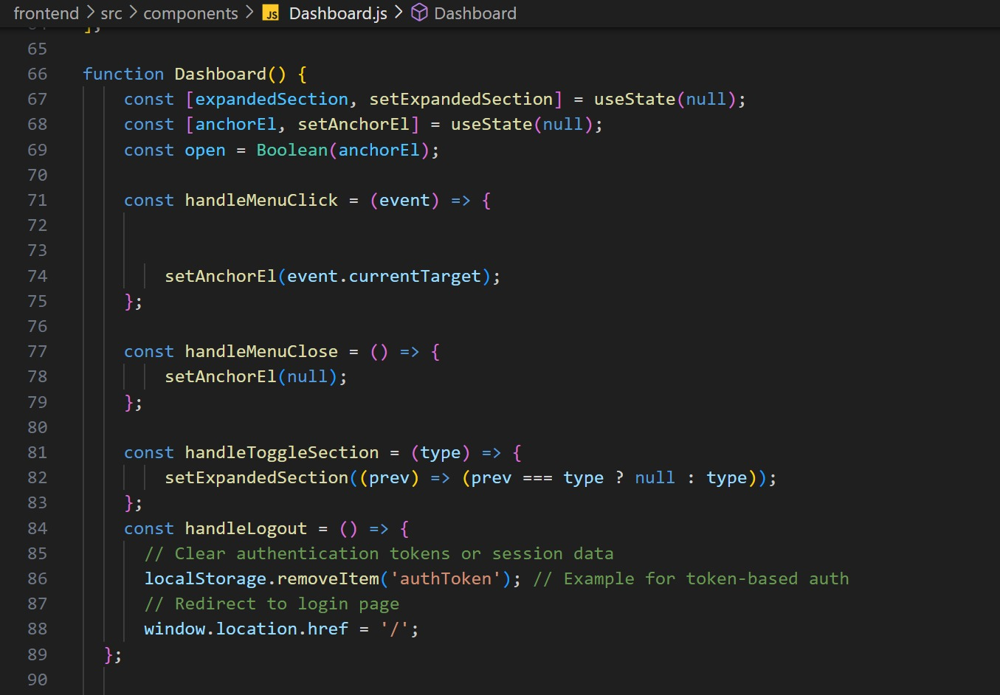 frontend > src > components > JS Dashboard.js > Dashboard
];
65
66 function Dashboard() {
67 const [expandedSection, setExpandedSection] = useState(null);
68 const [anchorEl, setAnchorEl] = useState(null);
69 const open = Boolean(anchorEl);
70
71 const handleMenuClick = (event) => {
72
73
74 setAnchorEl(event.currentTarget);
75 };
76
77 const handleMenuClose = () => {
78 setAnchorEl(null);
79 };
80
81 const handleToggleSection = (type) => {
82 setExpandedSection((prev) => (prev === type ? null : type));
83 };
84 const handleLogout = () => {
85 // Clear authentication tokens or session data
86 localStorage.removeItem('authToken'); // Example for token-based auth
87 // Redirect to login page
88 window.location.href = '/';
89 };
90